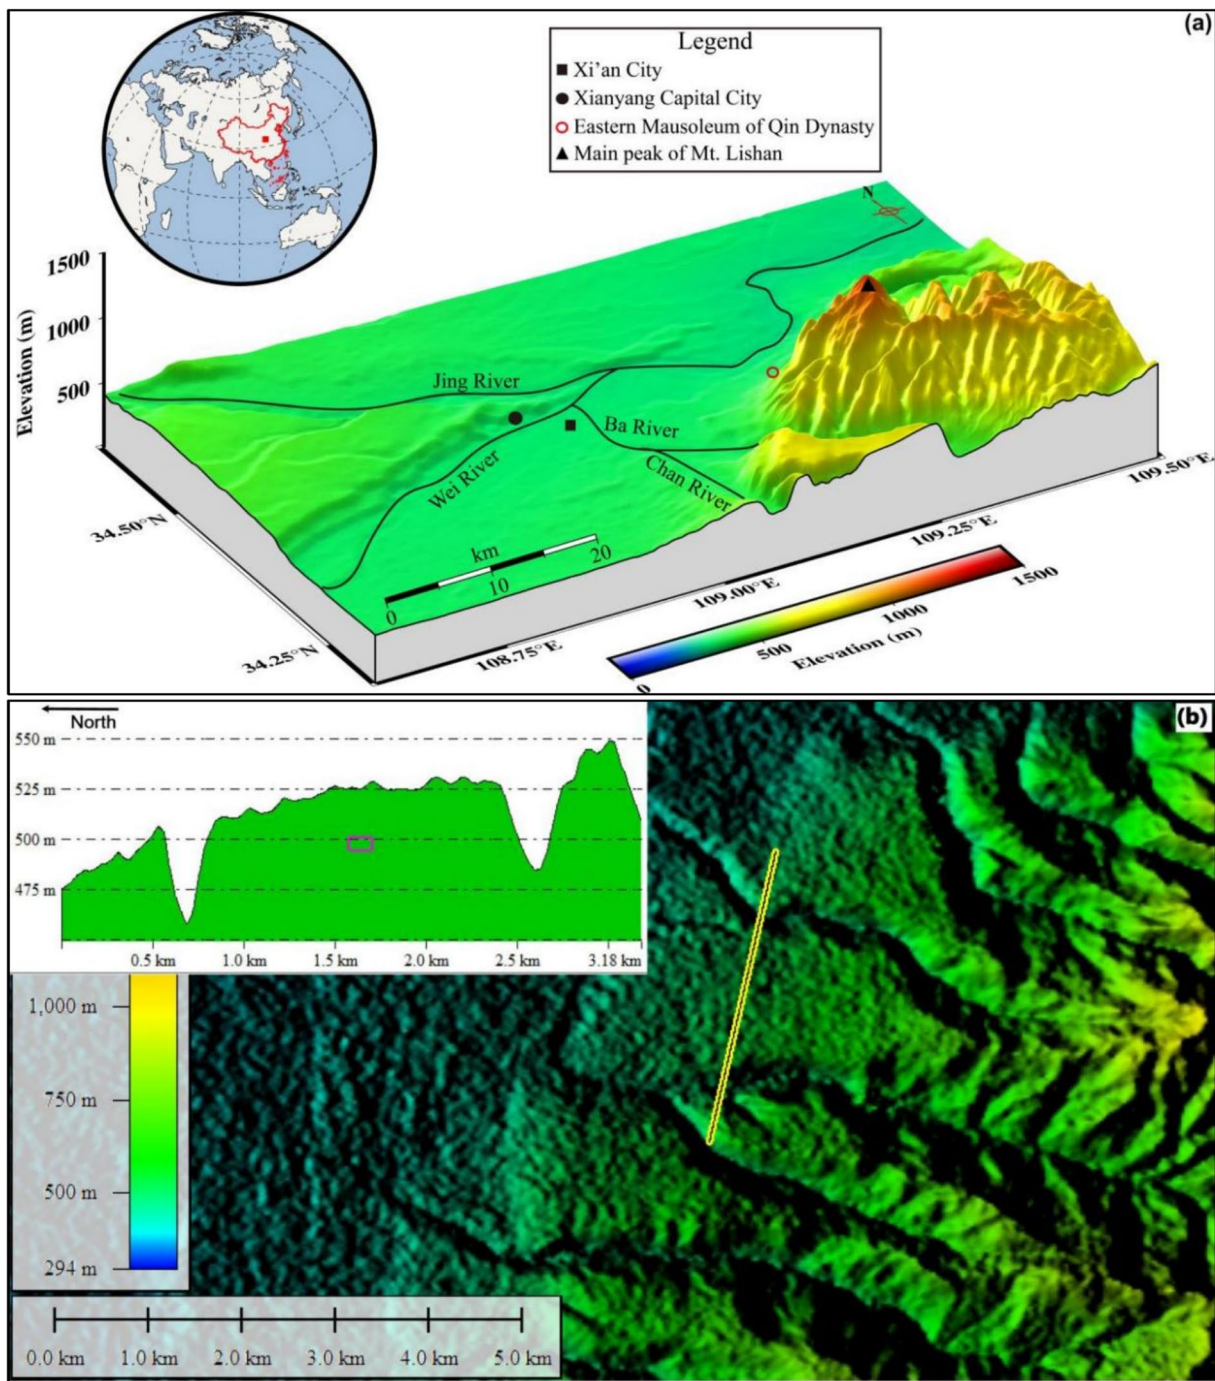 (a)
Legend
Xi'an City
Xianyang Capital City
Eastern Mausoleum of Qin Dynasty
Main peak of Mt. Lishan
N
1500
1000
500
Elevation (m)
Jing River
Ba River
Wei River
Chan River
km
0
10
20
34.50°N
34.25°N
108.75°E
109.00°E
109.25°E
109.50°E
0
500
1000
1500
Elevation (m)
(b)
North
550 m
525 m
500 m
475 m
0.5 km
1.0 km
1.5 km
2.0 km
2.5 km
3.18 km
1,000 m
750 m
500 m
294 m
0.0 km
1.0 km
2.0 km
3.0 km
4.0 km
5.0 km